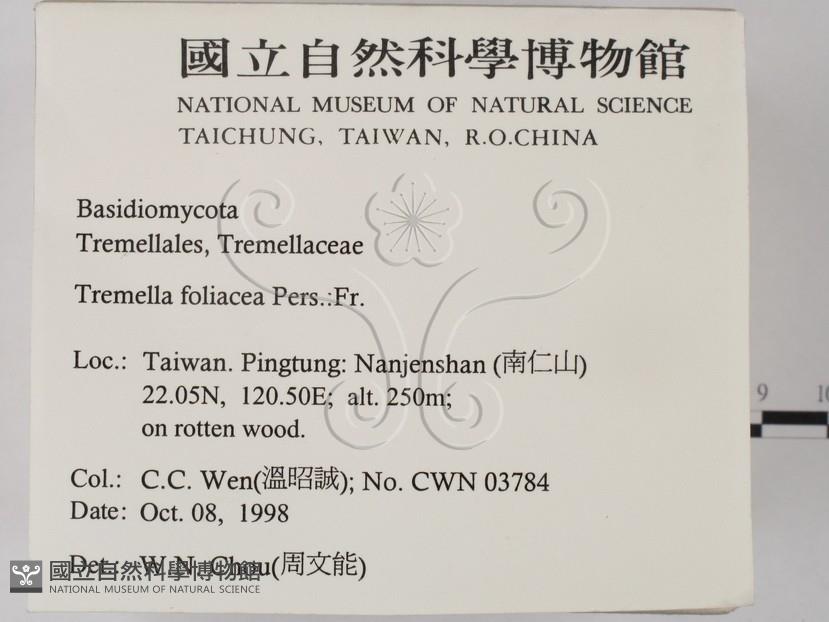 國立自然科學博物館
NATIONAL MUSEUM OF NATURAL SCIENCE
TAICHUNG, TAIWAN, R.O.CHINA
Basidiomycota
Tremellales, Tremellaceae
Tremella foliacea Pers.:Fr.
Loc.: Taiwan. Pingtung: Nanjenshan (南仁山)
22.05N, 120.50E; alt. 250m;
on rotten wood.
Col.: C.C. Wen(溫昭誠); No. CWN 03784
Date: Oct. 08, 1998
Det.: W.N. Chou(周文能)
國立自然科學博物館
NATIONAL MUSEUM OF NATURAL SCIENCE
9 10